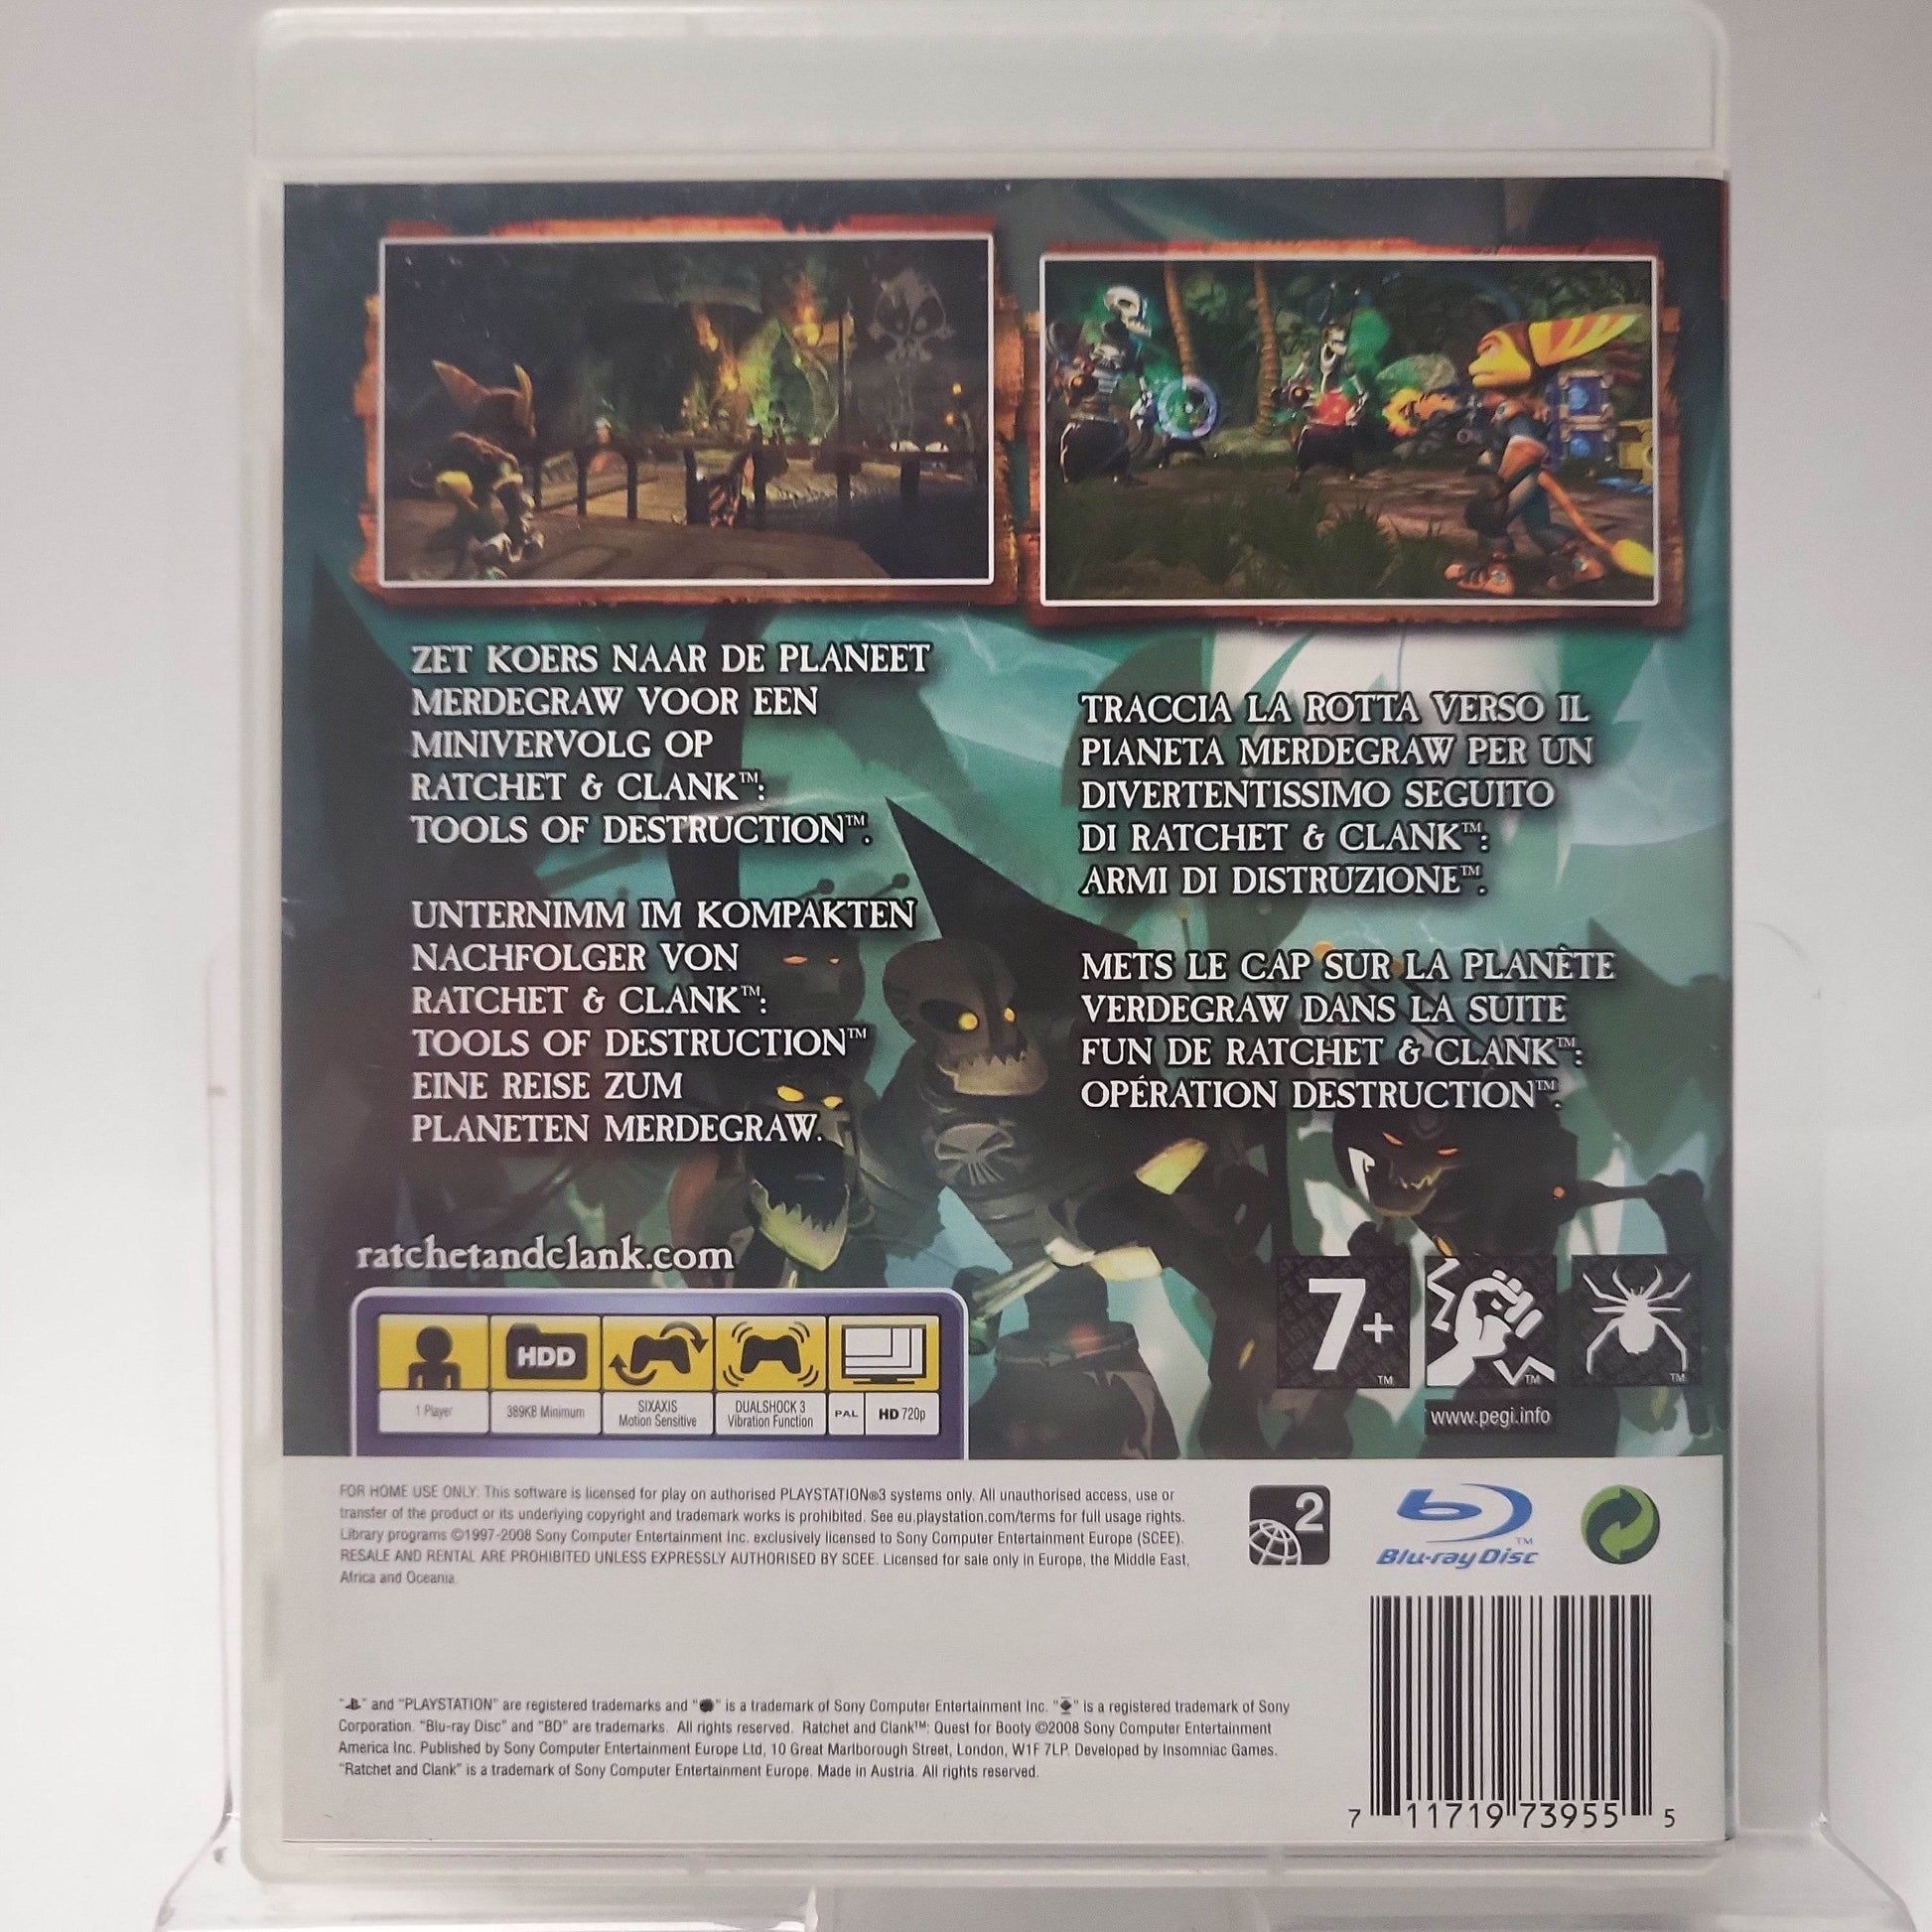 ZET KOERS NAAR DE PLANEET
MERDEGRAW VOOR EEN
MINIVERVOLG OP
RATCHET & CLANK™:
TOOLS OF DESTRUCTION™.
UNTERNIMM IM KOMPAKTEN
NACHFOLGER VON
RATCHET & CLANK™:
TOOLS OF DESTRUCTION™
EINE REISE ZUM
PLANETEN MERDEGRAW.
TRACCIA LA ROTTA VERSO IL
PIANETA MERDEGRAW PER UN
DIVERTENTISSIMO SEGUITO
DI RATCHET & CLANK™:
ARMI DI DISTRUZIONE™.
METS LE CAP SUR LA PLANÈTE
VERDEGRAW DANS LA SUITE
FUN DE RATCHET & CLANK™:
OPÉRATION DESTRUCTION™.
ratchetandclank.com
HDD
1 Player
389KB Minimum
SIXAXIS
Motion Sensitive
DUALSHOCK 3
Vibration Function
PAL
HD 720p
7+ ™
™
™
www.pegi.info
FOR HOME USE ONLY: This software is licensed for play on authorised PLAYSTATION®3 systems only. All unauthorised access, use or
transfer of the product or its underlying copyright and trademark works is prohibited. See eu.playstation.com/terms for full usage rights.
Library programs ©1997-2008 Sony Computer Entertainment Inc. exclusively licensed to Sony Computer Entertainment Europe (SCEE).
RESALE AND RENTAL ARE PROHIBITED UNLESS EXPRESSLY AUTHORISED BY SCEE. Licensed for sale only in Europe, the Middle East,
Africa and Oceania.
2
Blu-ray Disc™
" " and "PLAYSTATION" are registered trademarks and " " is a trademark of Sony Computer Entertainment Inc. " " is a registered trademark of Sony
Corporation. "Blu-ray Disc" and "BD" are trademarks. All rights reserved. Ratchet and Clank™: Quest for Booty ©2008 Sony Computer Entertainment
America Inc. Published by Sony Computer Entertainment Europe Ltd, 10 Great Marlborough Street, London, W1F 7LP. Developed by Insomniac Games.
"Ratchet and Clank" is a trademark of Sony Computer Entertainment Europe. Made in Austria. All rights reserved.
7 11719 73955 5